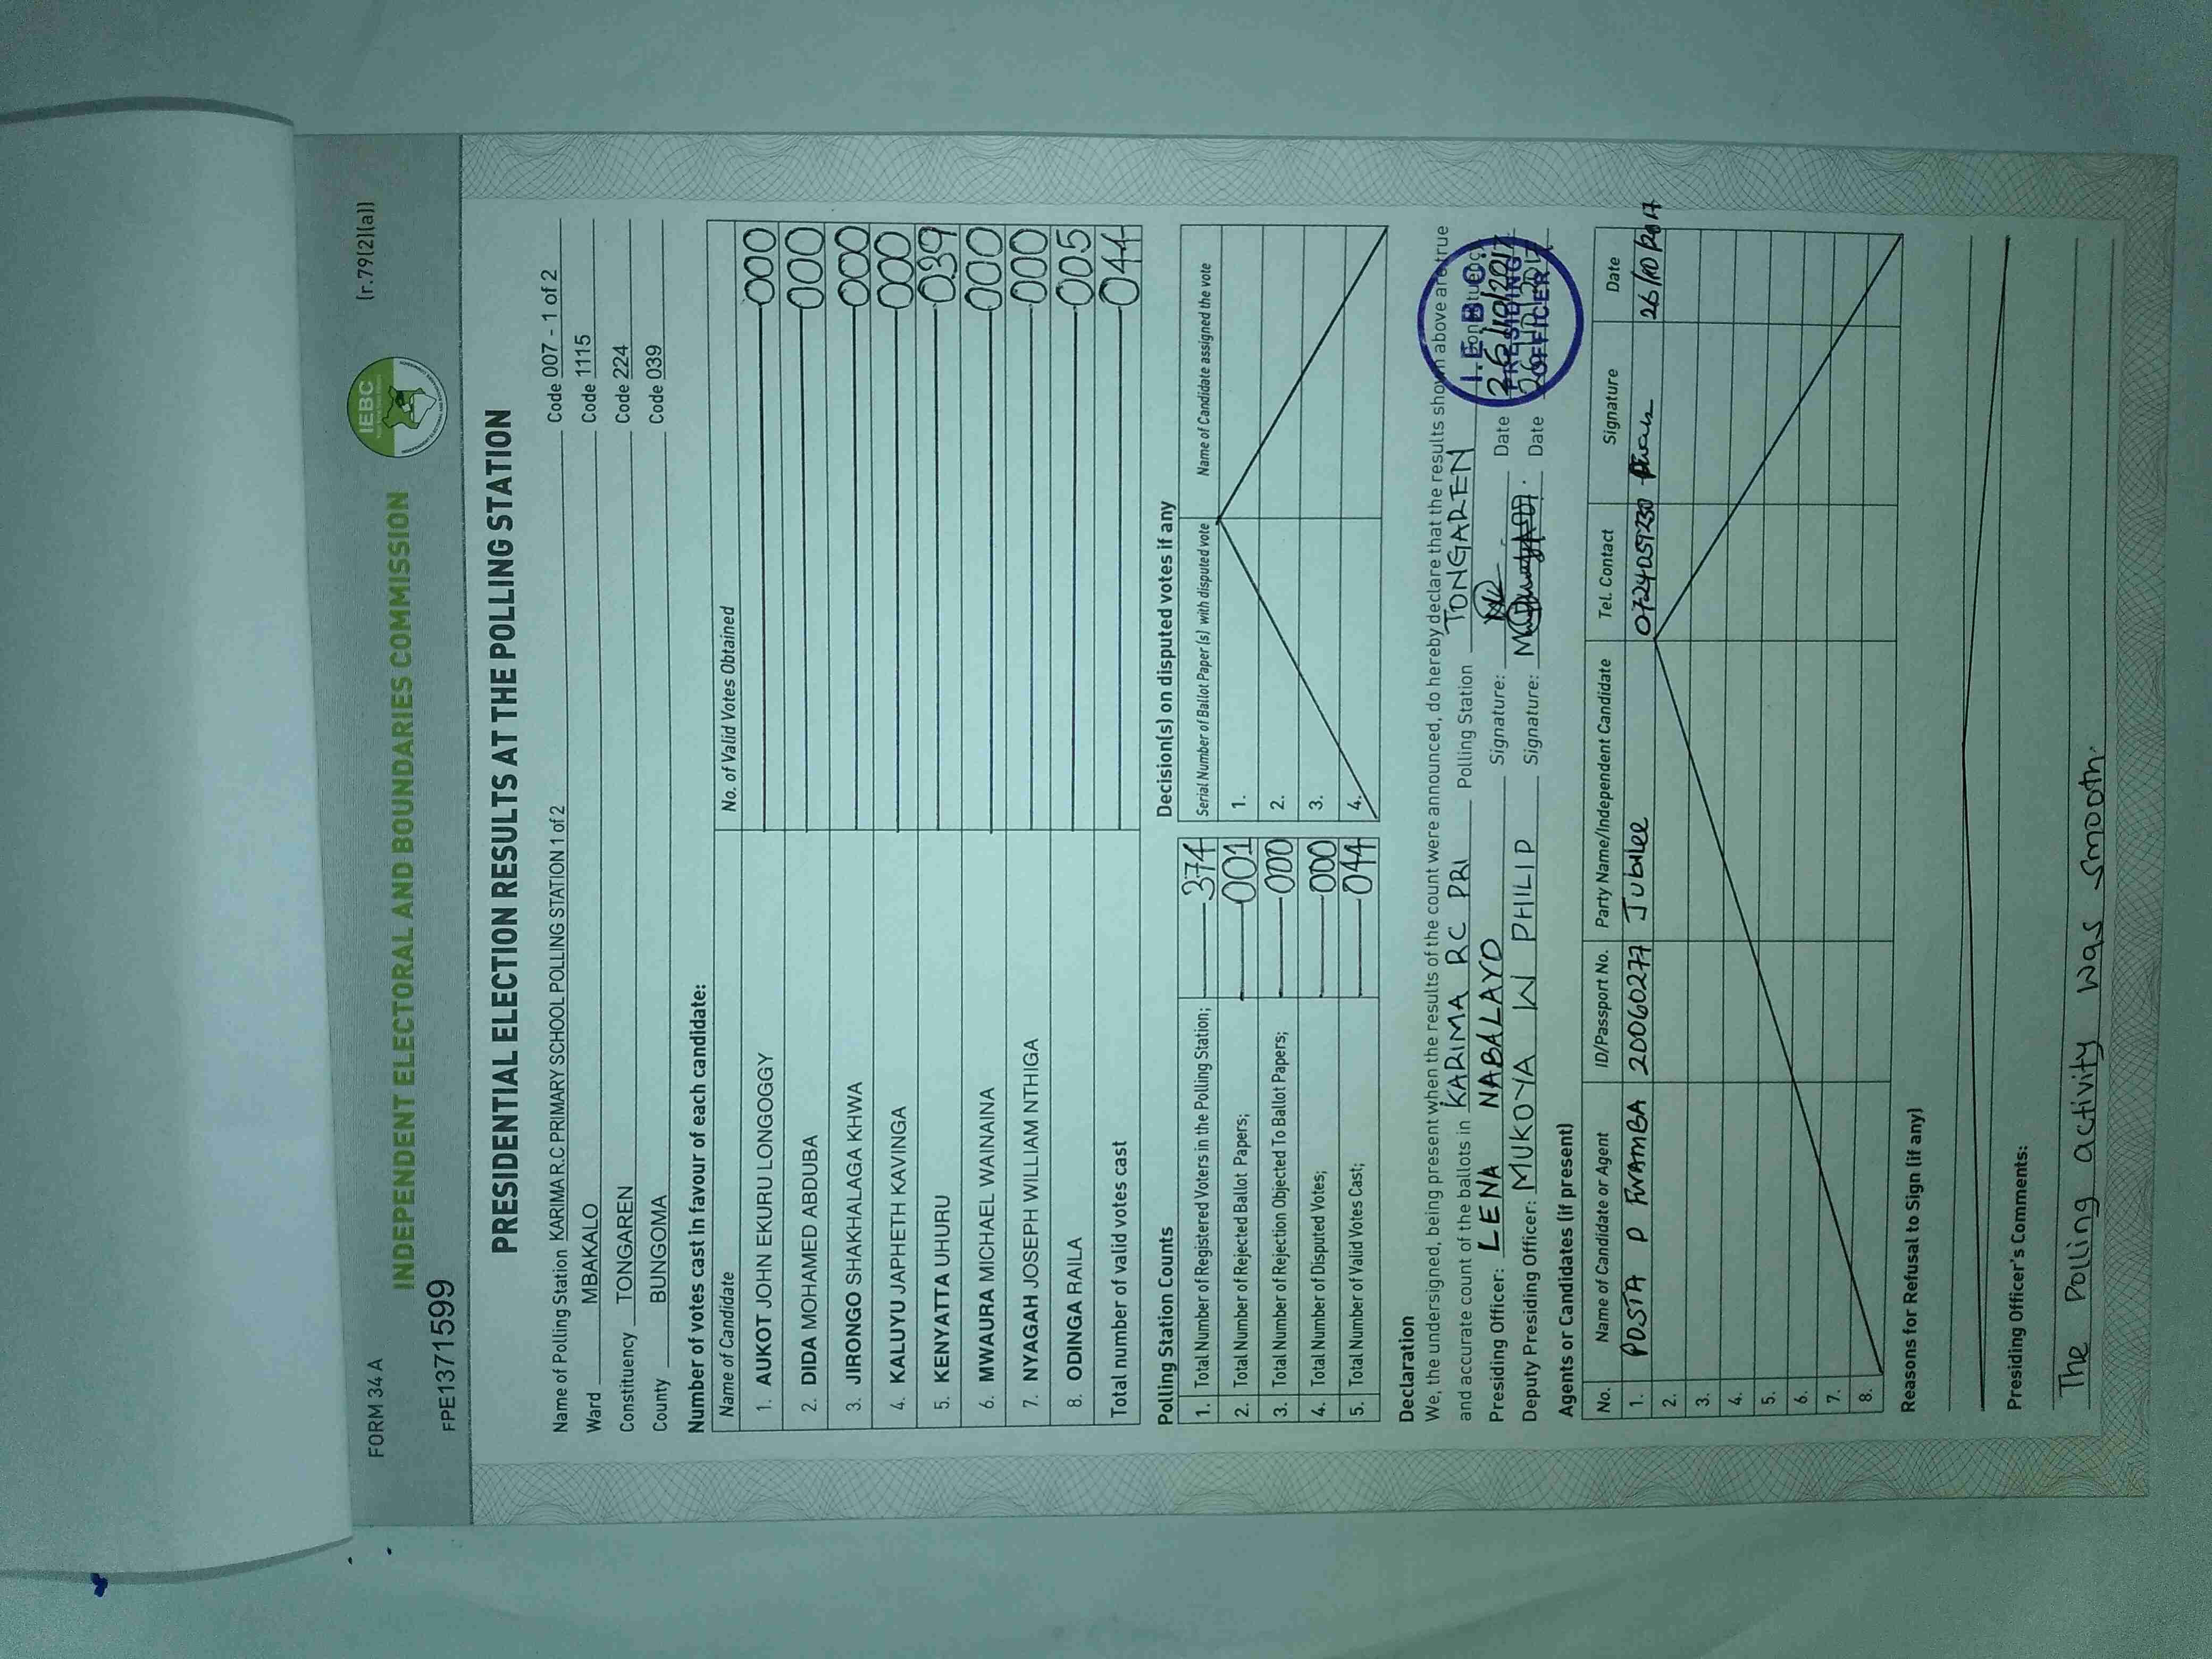 FORM 34 A
(r.79(2)(a))
INDEPENDENT ELECTORAL AND BOUNDARIES COMMISSION
IEBC
FPE1371599
PRESIDENTIAL ELECTION RESULTS AT THE POLLING STATION
Name of Polling Station KARIMA R.C PRIMARY SCHOOL POLLING STATION 1 of 2 Code 007 - 1 of 2
Ward MBAKALO Code 1115
Constituency TONGAREN Code 224
County BUNGOMA Code 039
Number of votes cast in favour of each candidate:
Name of Candidate No. of Valid Votes Obtained
1. AUKOT JOHN EKURU LONGOGGY 000
2. DIDA MOHAMED ABDUBA 000
3. JIRONGO SHAKHALAGA KHWA 000
4. KALUYU JAPHETH KAVINGA 000
5. KENYATTA UHURU 039
6. MWAURA MICHAEL WAINAINA 000
7. NYAGAH JOSEPH WILLIAM NTHIGA 000
8. ODINGA RAILA 005
Total number of valid votes cast 044
Polling Station Counts
1. Total Number of Registered Voters in the Polling Station; 374
2. Total Number of Rejected Ballot Papers; 001
3. Total Number of Rejection Objected To Ballot Papers; 000
4. Total Number of Disputed Votes; 000
5. Total Number of Valid Votes Cast; 044
Decision(s) on disputed votes if any
Serial Number of Ballot Paper (s) with disputed vote Name of Candidate assigned the vote
1.
2.
3.
4.
Declaration
We, the undersigned, being present when the results of the count were announced, do hereby declare that the results shown above are true
and accurate count of the ballots in KARIMA RC PRI Polling Station TONGAREN Constituency
Presiding Officer: LENA NABALAYO Signature: Date 26/10/2017
Deputy Presiding Officer: MUKOYA W PHILIP Signature: Date
I.E.B.C.
PRESIDING
OFFICER
Agents or Candidates (if present)
No. Name of Candidate or Agent ID/Passport No. Party Name/Independent Candidate Tel. Contact Signature Date
1. POSTA P FWAMBA 20060277 Jubilee 0724051230 26/10/2017
2.
3.
4.
5.
6.
7.
8.
Reasons for Refusal to Sign (if any)
Presiding Officer's Comments:
The Polling activity was smooth.